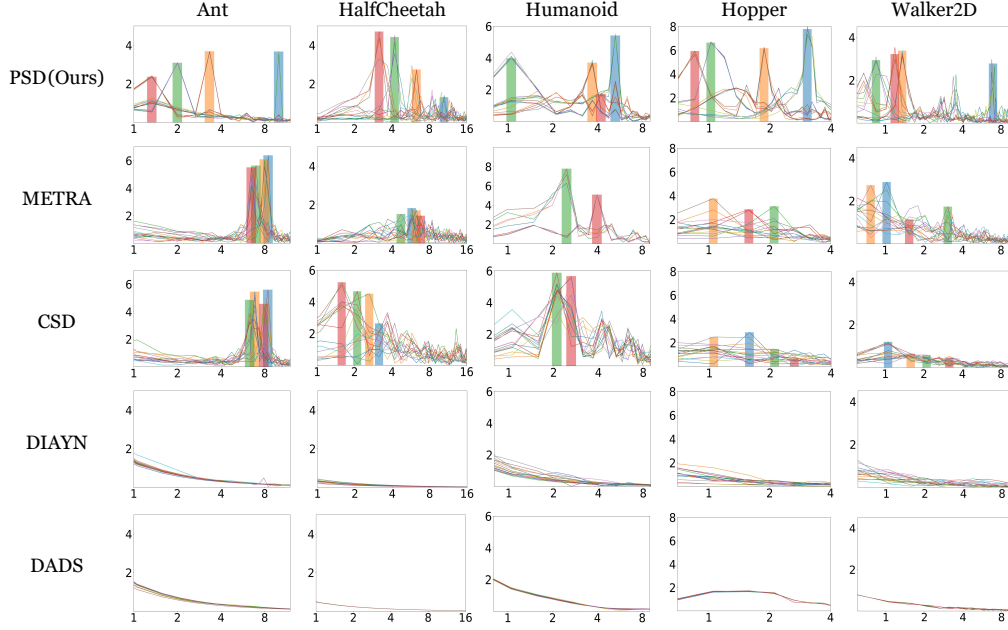 Ant HalfCheetah Humanoid Hopper Walker2D
PSD(Ours)
4 2 1 2 4 8
4 2 1 2 4 8 16
6 4 2 1 2 4 8
8 6 4 2 1 2 4
4 2 1 2 4 8
METRA
6 4 2 1 2 4 8
4 2 1 2 4 8 16
8 6 4 2 1 2 4 8
8 6 4 2 1 2 4
4 2 1 2 4 8
CSD
6 4 2 1 2 4 8
6 4 2 1 2 4 8 16
6 4 2 1 2 4 8
8 6 4 2 1 2 4
4 2 1 2 4 8
DIAYN
4 2 1 2 4 8
4 2 1 2 4 8 16
6 4 2 1 2 4 8
8 6 4 2 1 2 4
4 2 1 2 4 8
DADS
4 2 1 2 4 8
4 2 1 2 4 8 16
6 4 2 1 2 4 8
8 6 4 2 1 2 4
4 2 1 2 4 8